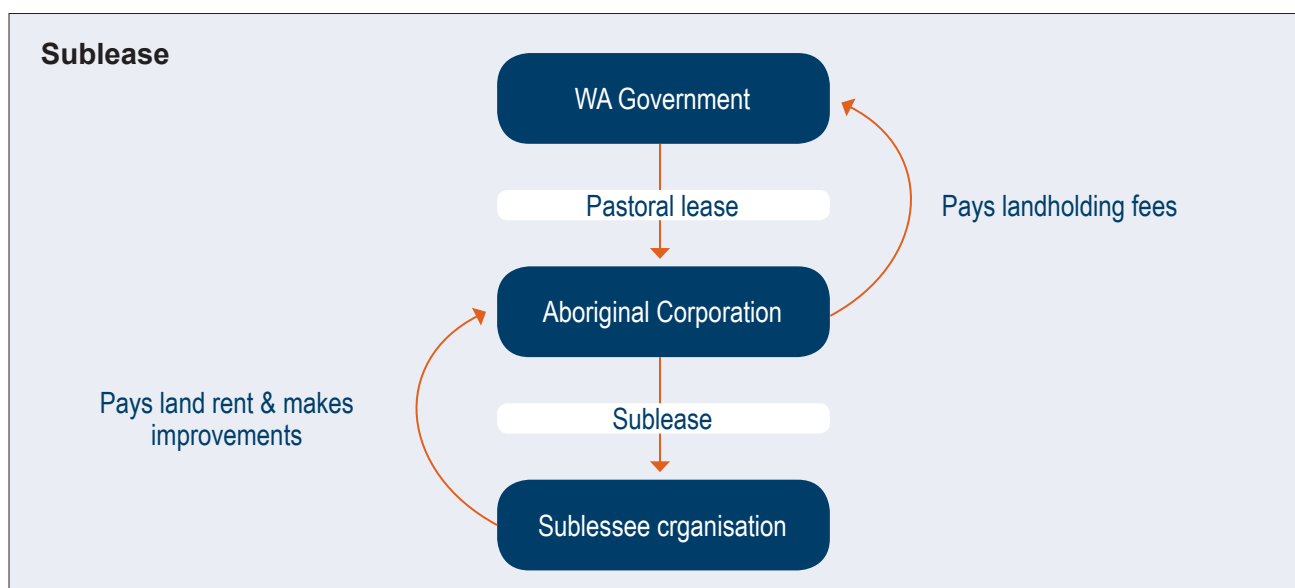 Sublease
WA Government
Pastoral lease
Pays landholding fees
Aboriginal Corporation
Pays land rent & makes
improvements
Sublease
Sublessee crganisation